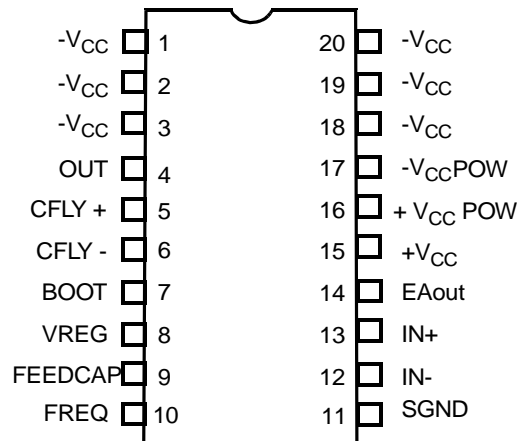 -VCC 1 20 -VCC
-VCC 2 19 -VCC
-VCC 3 18 -VCC
OUT 4 17 -VCCPOW
CFLY + 5 16 + VCC POW
CFLY - 6 15 +VCC
BOOT 7 14 EAout
VREG 8 13 IN+
FEEDCAP 9 12 IN-
FREQ 10 11 SGND